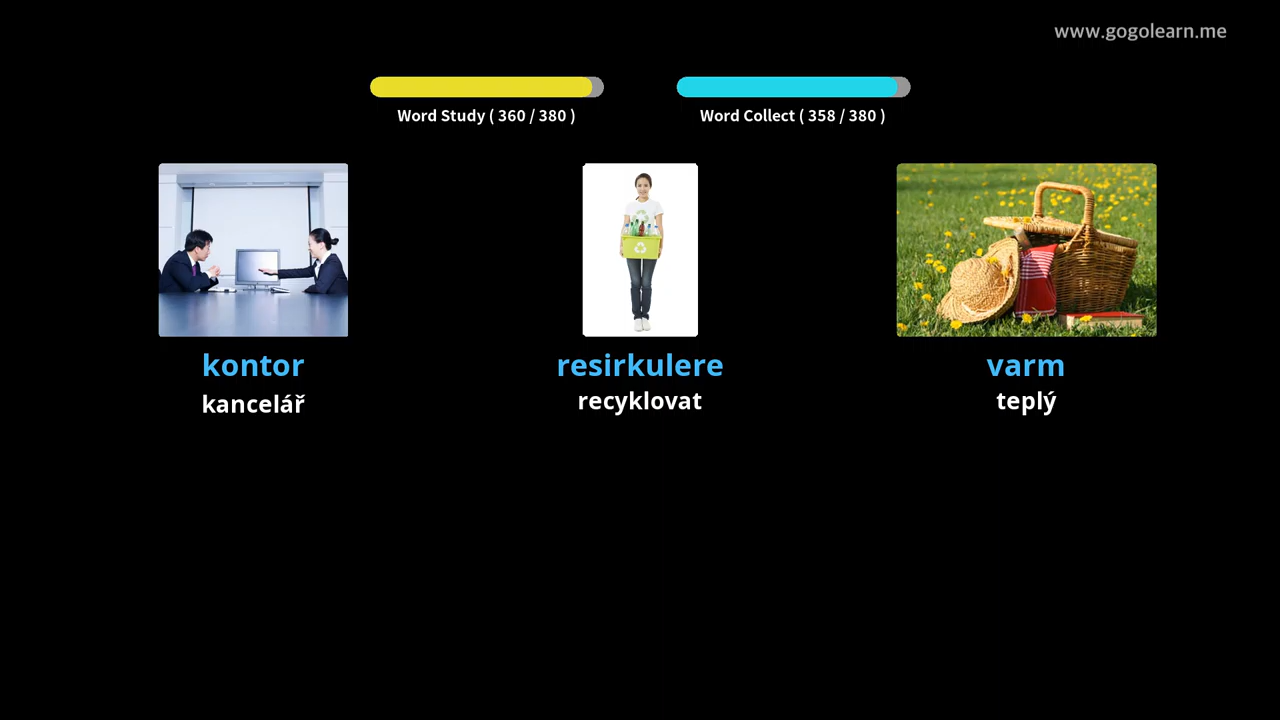 www.gogolearn.me
Word Study ( 360 / 380 )
Word Collect ( 358 / 380 )
kontor
kancelář
resirkulere
recyklovat
varm
teplý